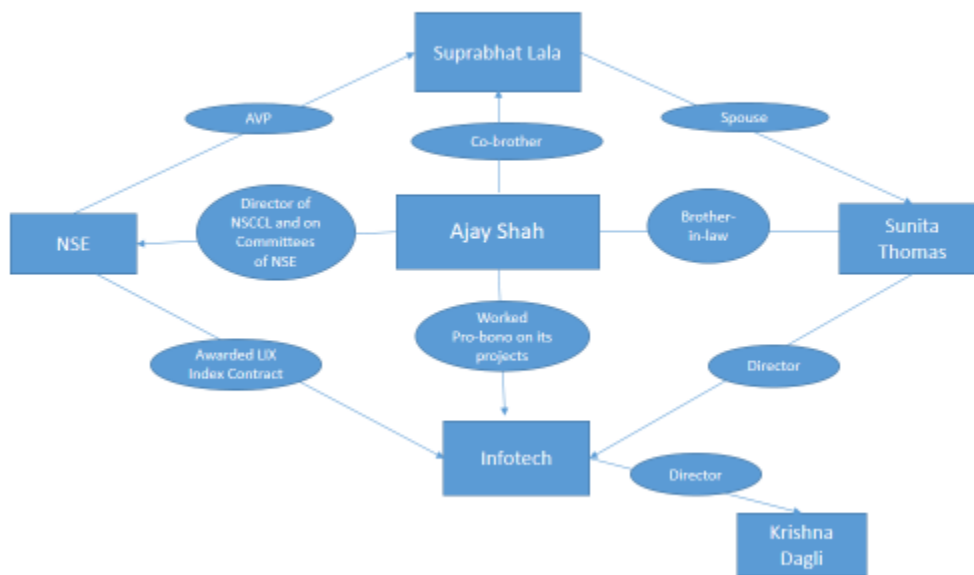 Suprabhat Lala
AVP
Spouse
Co-brother
Director of
NSCCL and on
Committees
of NSE
NSE
Ajay Shah
Brother-
in-law
Sunita
Thomas
Worked
Pro-bono on its
projects
Awarded LIX
Index Contract
Director
Infotech
Director
Krishna
Dagli